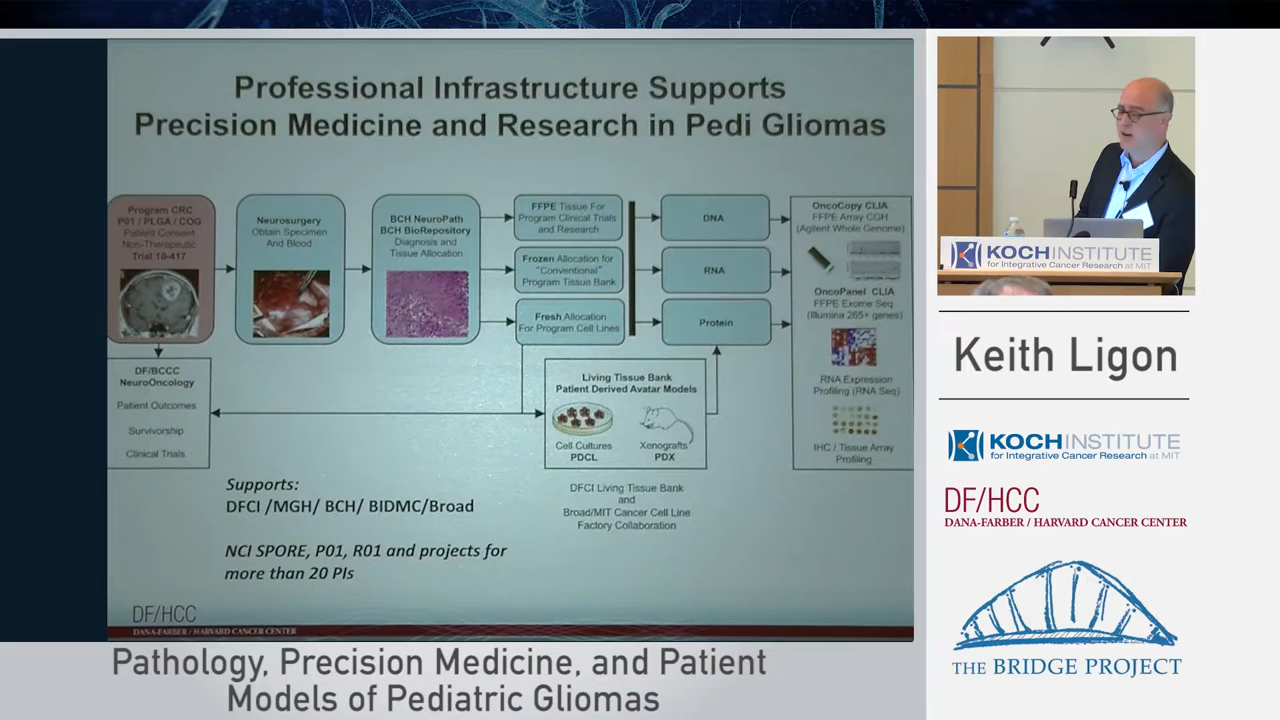 Professional Infrastructure Supports
Precision Medicine and Research in Pedi Gliomas
Program CRC
P01 / PLGA / COG
Patient Consent
Non-Therapeutic
Trial 10-417
Neurosurgery
Obtain Specimen
And Blood
BCH NeuroPath
BCH BioRepository
Diagnosis and
Tissue Allocation
FFPE Tissue For
Program Clinical Trials
and Research
Frozen Allocation for
"Conventional"
Program Tissue Bank
Fresh Allocation
For Program Cell Lines
DNA
RNA
Protein
OncoCopy CLIA
FFPE Array CGH
(Agilent Whole Genome)
OncoPanel CLIA
FFPE Exome Seq
(Illumina 265+ genes)
RNA Expression
Profiling (RNA Seq)
IHC / Tissue Array
Profiling
DF/BCCC
NeuroOncology
Patient Outcomes
Survivorship
Clinical Trials
Living Tissue Bank
Patient Derived Avatar Models
Cell Cultures
PDCL
Xenografts
PDX
DFCI Living Tissue Bank
and
Broad/MIT Cancer Cell Line
Factory Collaboration
Supports:
DFCI /MGH/ BCH/ BIDMC/Broad
NCI SPORE, P01, R01 and projects for
more than 20 PIs
DF/HCC
DANA-FARBER / HARVARD CANCER CENTER
Pathology, Precision Medicine, and Patient
Models of Pediatric Gliomas
KOCH INSTITUTE
for Integrative Cancer Research at MIT
Keith Ligon
KOCH INSTITUTE
for Integrative Cancer Research at MIT
DF/HCC
DANA-FARBER / HARVARD CANCER CENTER
THE BRIDGE PROJECT